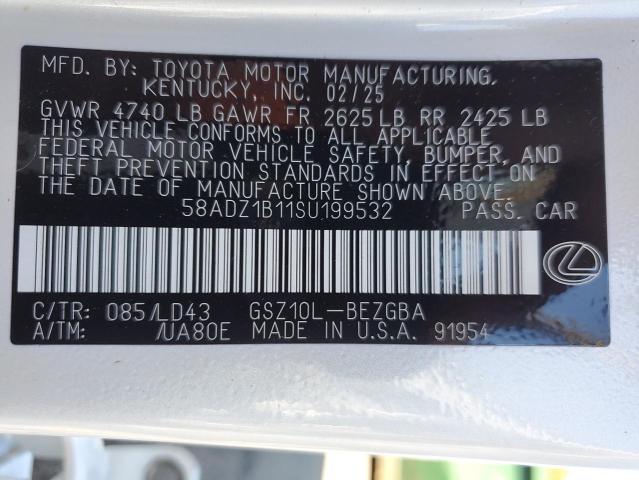 MFD. BY: TOYOTA MOTOR MANUFACTURING,
KENTUCKY, INC. 02/25
GVWR 4740 LB GAWR FR 2625 LB RR 2425 LB
THIS VEHICLE CONFORMS TO ALL APPLICABLE
FEDERAL MOTOR VEHICLE SAFETY, BUMPER, AND
THEFT PREVENTION STANDARDS IN EFFECT ON
THE DATE OF MANUFACTURE SHOWN ABOVE.
58ADZ1B11SU199532 PASS. CAR
C/TR: 085/LD43 GSZ10L-BEZGBA
A/TM: /UA80E MADE IN U.S.A. 91954